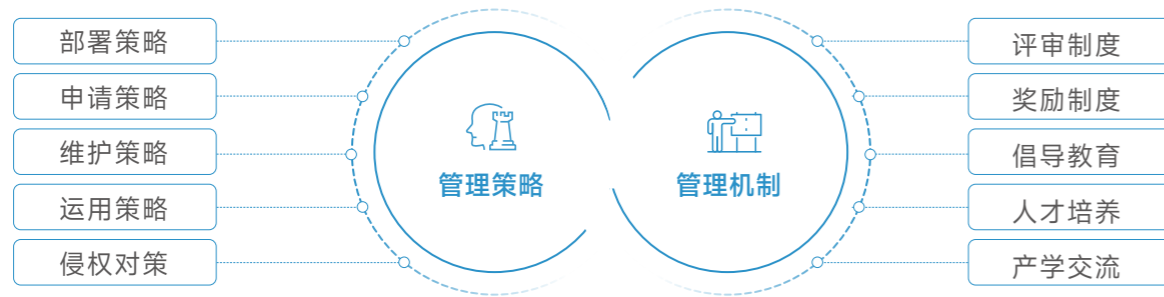 部署策略
申请策略
维护策略
运用策略
侵权对策
管理策略
管理机制
评审制度
奖励制度
倡导教育
人才培养
产学交流